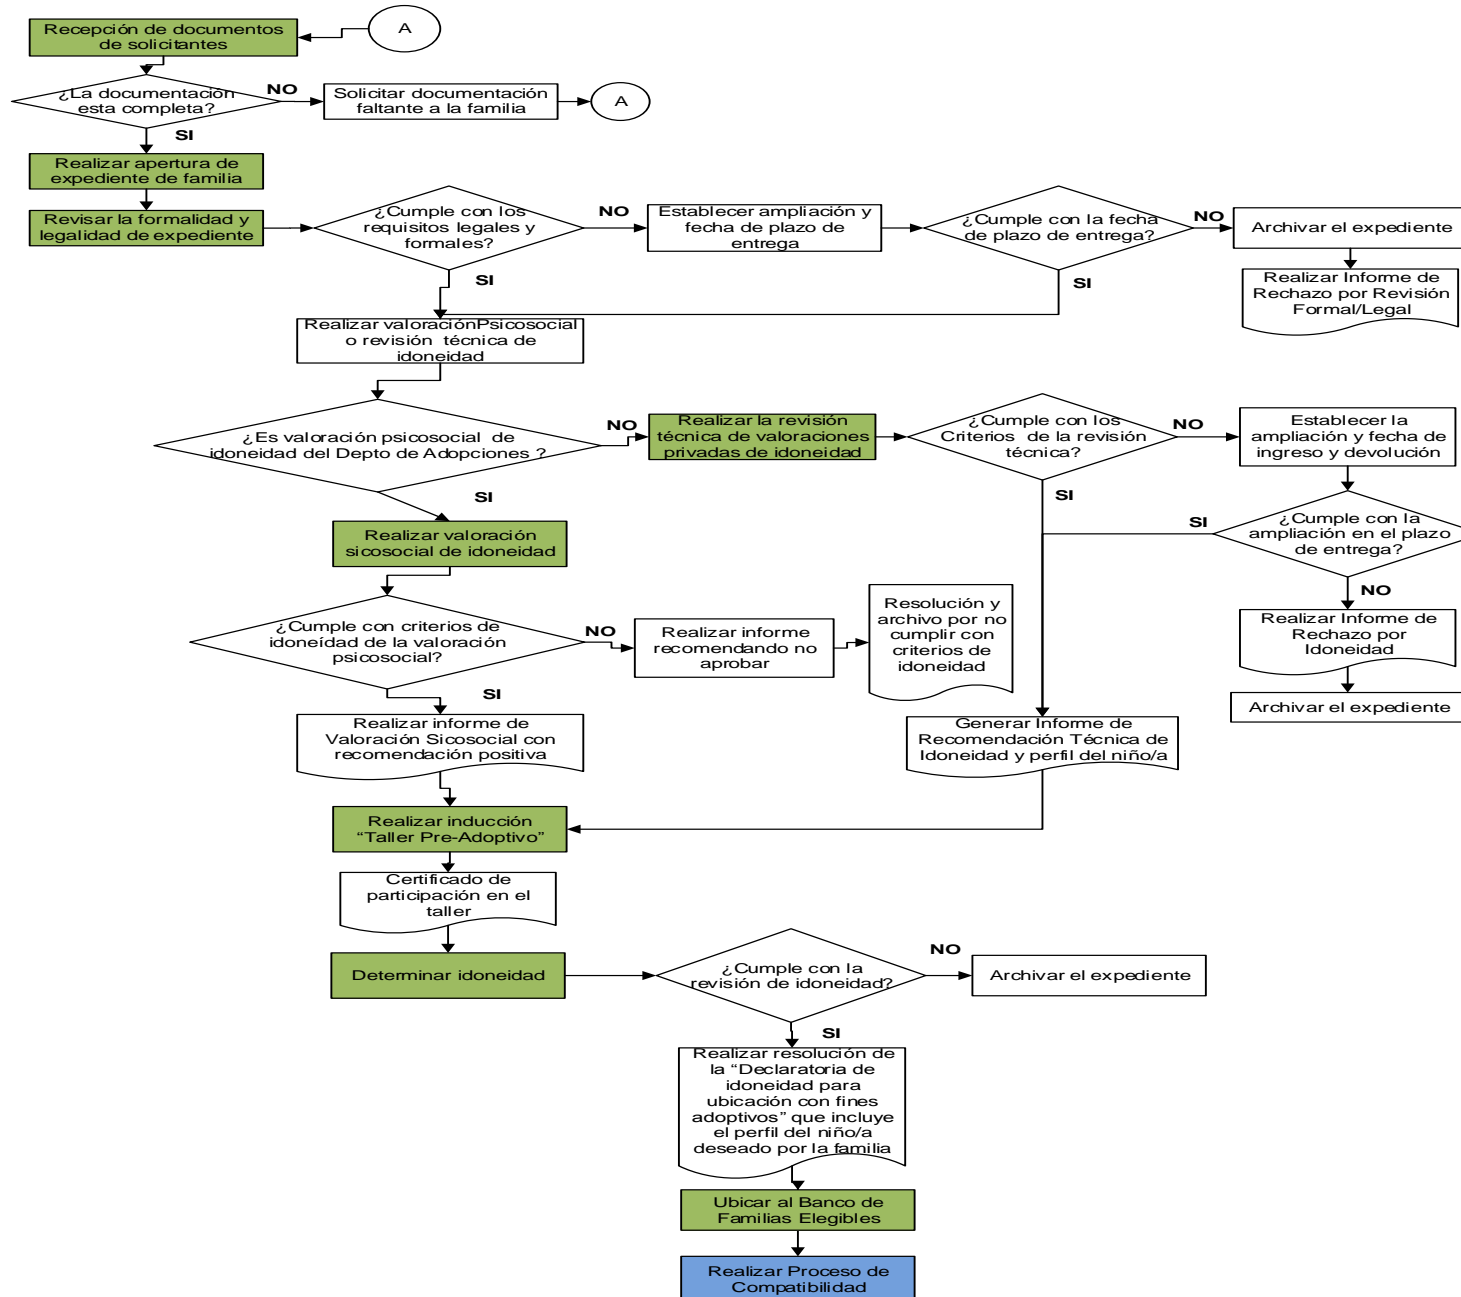 Recepción de documentos
de solicitantes
A
¿La documentación
esta completa?
NO
Solicitar documentación
faltante a la familia
A
SI
Realizar apertura de
expediente de familia
Revisar la formalidad y
legalidad de expediente
¿Cumple con los
requisitos legales y
formales?
NO
Establecer ampliación y
fecha de plazo de
entrega
¿Cumple con la fecha
de plazo de entrega?
NO
Archivar el expediente
SI
SI
Realizar Informe de
Rechazo por Revisión
Formal/Legal
Realizar valoraciónPsicosocial
o revisión técnica de
idoneidad
¿Es valoración psicosocial de
idoneidad del Depto de Adopciones ?
NO
Realizar la revisión
técnica de valoraciones
privadas de idoneidad
¿Cumple con los
Criterios de la revisión
técnica?
NO
Establecer la
ampliación y fecha de
ingreso y devolución
SI
SI
SI
¿Cumple con la
ampliación en el plazo
de entrega?
Realizar valoración
sicosocial de idoneidad
NO
Realizar Informe de
Rechazo por
Idoneidad
Archivar el expediente
¿Cumple con criterios de
idoneídad de la valoración
psicosocial?
NO
Realizar informe
recomendando no
aprobar
Resolución y
archivo por no
cumplir con
criterios de
idoneidad
SI
Realizar informe de
Valoración Sicosocial con
recomendación positiva
Generar Informe de
Recomendación Técnica de
Idoneidad y perfil del niño/a
Realizar inducción
“Taller Pre-Adoptivo”
Certificado de
participación en el
taller
Determinar idoneidad
¿Cumple con la
revisión de idoneidad?
NO
Archivar el expediente
SI
Realizar resolución de
la “Declaratoria de
idoneidad para
ubicación con fines
adoptivos” que incluye
el perfil del niño/a
deseado por la familia
Ubicar al Banco de
Familias Elegibles
Realizar Proceso de
Compatibilidad